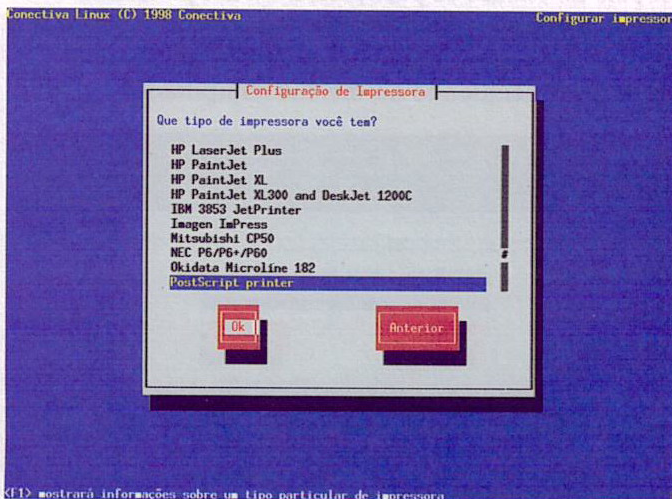 Conectiva Linux (C) 1998 Conectiva
Configurar impressor
Configuração de Impressora
Que tipo de impressora você tem?
HP LaserJet Plus
HP PaintJet
HP PaintJet XL
HP PaintJet XL300 and DeskJet 1200C
IBM 3853 JetPrinter
Imagen ImPress
Mitsubishi CP50
NEC P6/P6+/P60
#
Okidata Microline 182
PostScript printer
Ok
Anterior
<F1> mostrará informações sobre um tipo particular de impressora